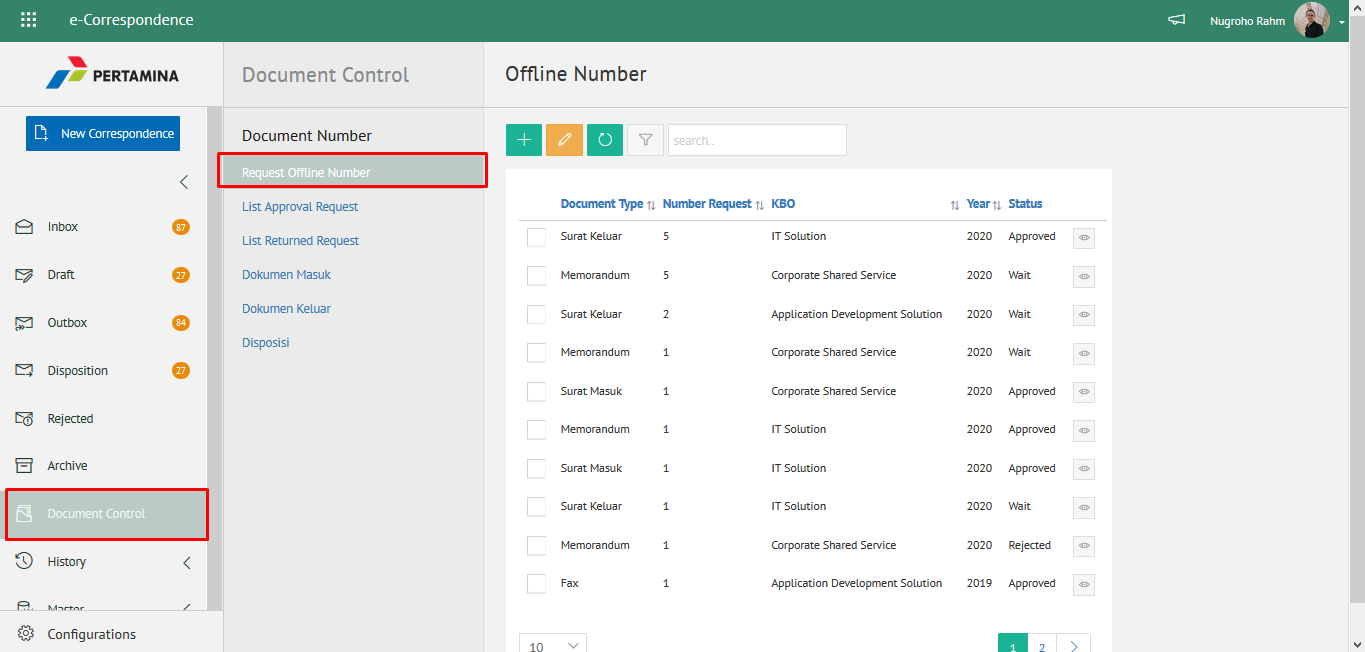 e-Correspondence
Nugroho Rahm
PERTAMINA
New Correspondence
Inbox 87
Draft 27
Outbox 84
Disposition 27
Rejected
Archive
Document Control
History
Master
Configurations
Document Control
Document Number
Request Offline Number
List Approval Request
List Returned Request
Dokumen Masuk
Dokumen Keluar
Disposisi
Offline Number
search..
Document Type Number Request KBO Year Status
Surat Keluar 5 IT Solution 2020 Approved
Memorandum 5 Corporate Shared Service 2020 Wait
Surat Keluar 2 Application Development Solution 2020 Wait
Memorandum 1 Corporate Shared Service 2020 Wait
Surat Masuk 1 Corporate Shared Service 2020 Approved
Memorandum 1 IT Solution 2020 Approved
Surat Masuk 1 IT Solution 2020 Approved
Surat Keluar 1 IT Solution 2020 Wait
Memorandum 1 Corporate Shared Service 2020 Rejected
Fax 1 Application Development Solution 2019 Approved
10 1 2